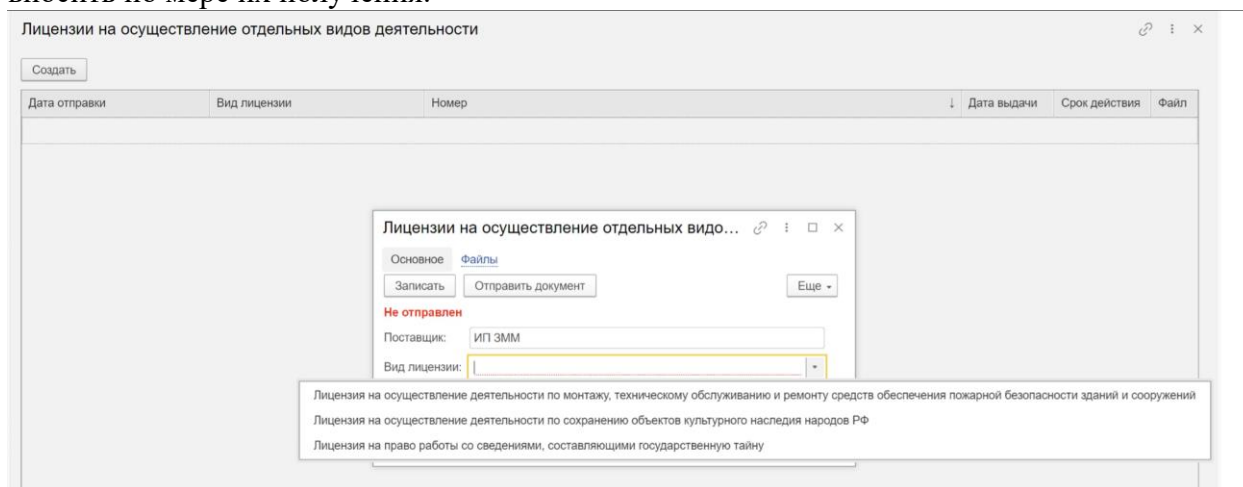 вносить по мере их получения.
Лицензии на осуществление отдельных видов деятельности
Создать
Дата отправки Вид лицензии Номер ↓ Дата выдачи Срок действия Файл
Лицензии на осуществление отдельных видо...
Основное Файлы
Записать Отправить документ Еще
Не отправлен
Поставщик: ИП ЗММ
Вид лицензии:
Лицензия на осуществление деятельности по монтажу, техническому обслуживанию и ремонту средств обеспечения пожарной безопасности зданий и сооружений
Лицензия на осуществление деятельности по сохранению объектов культурного наследия народов РФ
Лицензия на право работы со сведениями, составляющими государственную тайну